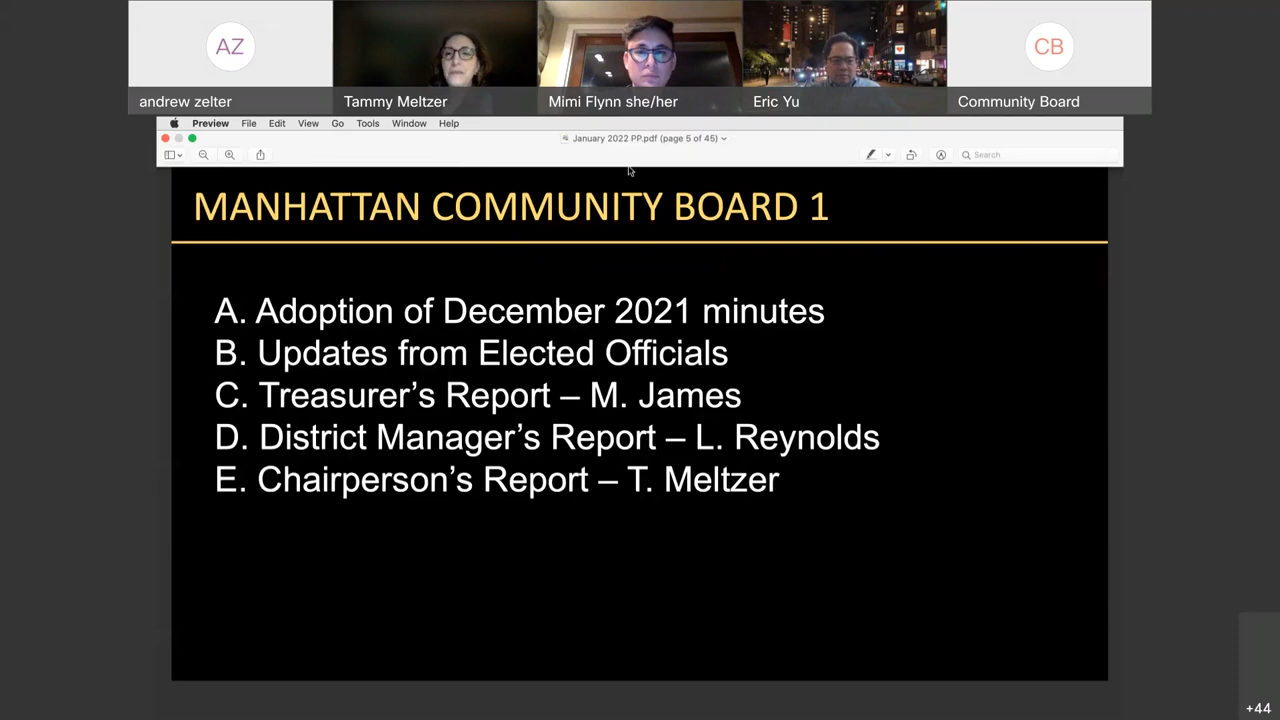 AZ
CB
andrew zelter
Tammy Meltzer
Mimi Flynn she/her
Eric Yu
Community Board
Preview File Edit View Go Tools Window Help
January 2022 PP.pdf (page 5 of 45)
Search
MANHATTAN COMMUNITY BOARD 1
A. Adoption of December 2021 minutes
B. Updates from Elected Officials
C. Treasurer’s Report – M. James
D. District Manager’s Report – L. Reynolds
E. Chairperson’s Report – T. Meltzer
+44